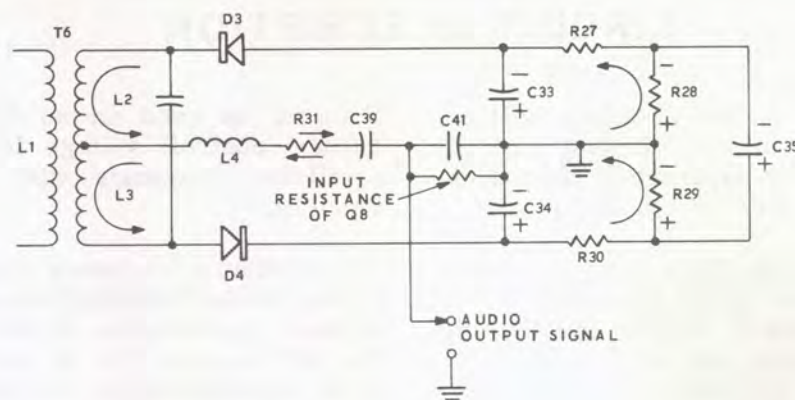 T6
D3
R27
L2
C33
R28
R31
C39
C41
C35
L1
L4
INPUT
RESISTANCE
OF Q8
L3
C34
R29
D4
R30
AUDIO
OUTPUT SIGNAL